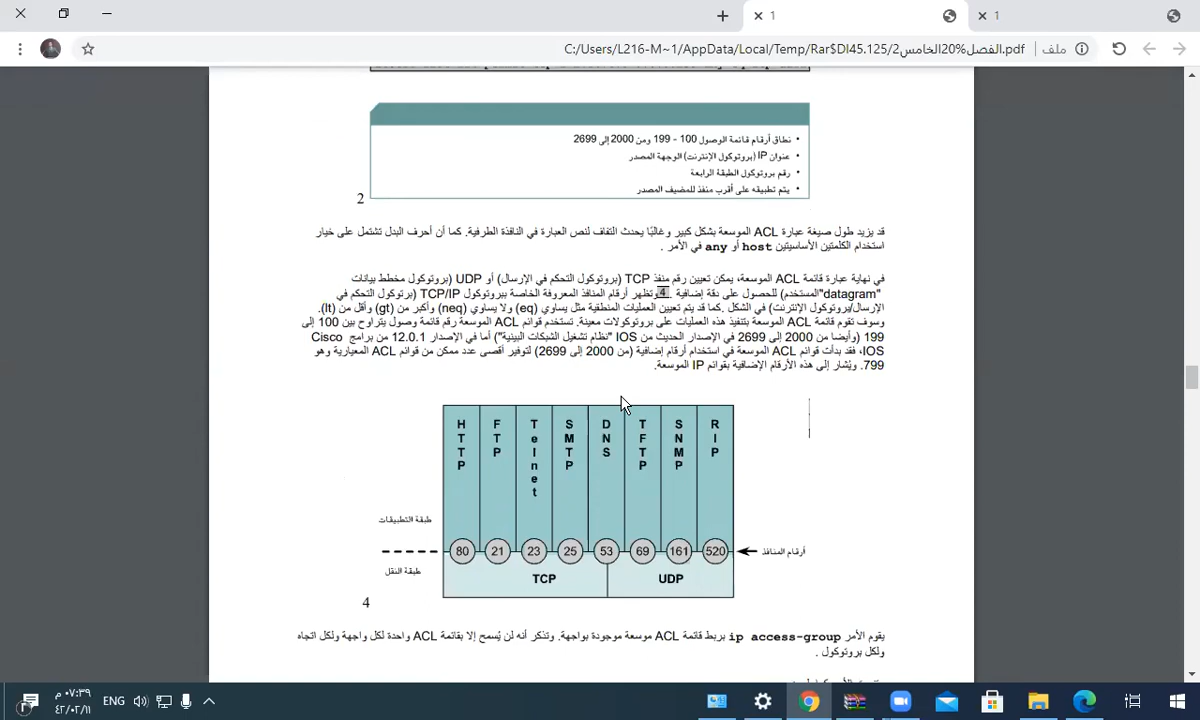 1
1
C:/Users/L216-M~1/AppData/Local/Temp/Rar$DI45.125/2الفصل%20الخامس.pdf
ملف
• نطاق أرقام قائمة الوصول 100 - 199 ومن 2000 إلى 2699
• عنوان IP (بروتوكول الإنترنت) الوجهة المصدر
• رقم بروتوكول الطبقة الرابعة
• يتم تطبيقه على أقرب منفذ للمضيف المصدر
2
قد يزيد طول صيغة عبارة ACL الموسعة بشكل كبير وغالبًا يحدث التفاف لنص العبارة في النافذة الطرفية. كما أن أحرف البدل تشتمل على خيار
استخدام الكلمتين الأساسيتين host أو any في الأمر .
في نهاية عبارة قائمة ACL الموسعة، يمكن تعيين رقم منفذ TCP (بروتوكول التحكم في الإرسال) أو UDP (بروتوكول مخطط بيانات
"datagram"المستخدم) للحصول على دقة إضافية .4وتظهر أرقام المنافذ المعروفة الخاصة ببروتوكول TCP/IP (برتوكول التحكم في
الإرسال/بروتوكول الإنترنت) في الشكل .كما قد يتم تعيين العمليات المنطقية مثل يساوي (eq) ولا يساوي (neq) وأكبر من (gt) وأقل من (lt).
وسوف تقوم قائمة ACL الموسعة بتنفيذ هذه العمليات على بروتوكولات معينة. تستخدم قوائم ACL الموسعة رقم قائمة وصول يتراوح بين 100 إلى
199 (وأيضا من 2000 إلى 2699 في الإصدار الحديث من IOS "نظام تشغيل الشبكات البينية") أما في الإصدار 12.0.1 من برامج Cisco
IOS، فقد بدأت قوائم ACL الموسعة في استخدام أرقام إضافية (من 2000 إلى 2699) لتوفير أقصى عدد ممكن من قوائم ACL المعيارية وهو
799. ويُشار إلى هذه الأرقام الإضافية بقوائم IP الموسعة.
HTTP FTP Telnet SMTP DNS TFTP SNMP RIP
طبقة التطبيقات
80 21 23 25 53 69 161 520
أرقام المنافذ
طبقة النقل
TCP UDP
4
يقوم الأمر ip access-group بربط قائمة ACL موسعة موجودة بواجهة. وتذكر أنه لن يُسمح إلا بقائمة ACL واحدة لكل واجهة ولكل اتجاه
ولكل بروتوكول .
٠٧:٣٩ م
٤٢/٠٢/١١
ENG